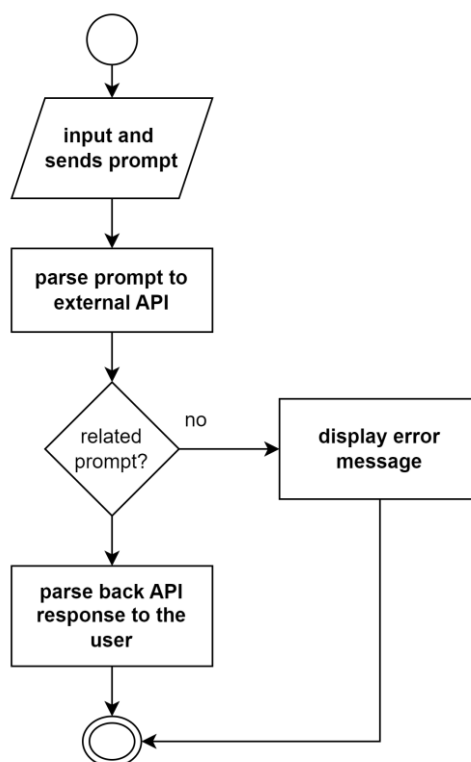 input and
sends prompt
parse prompt to
external API
related
prompt?
no
display error
message
parse back API
response to the
user